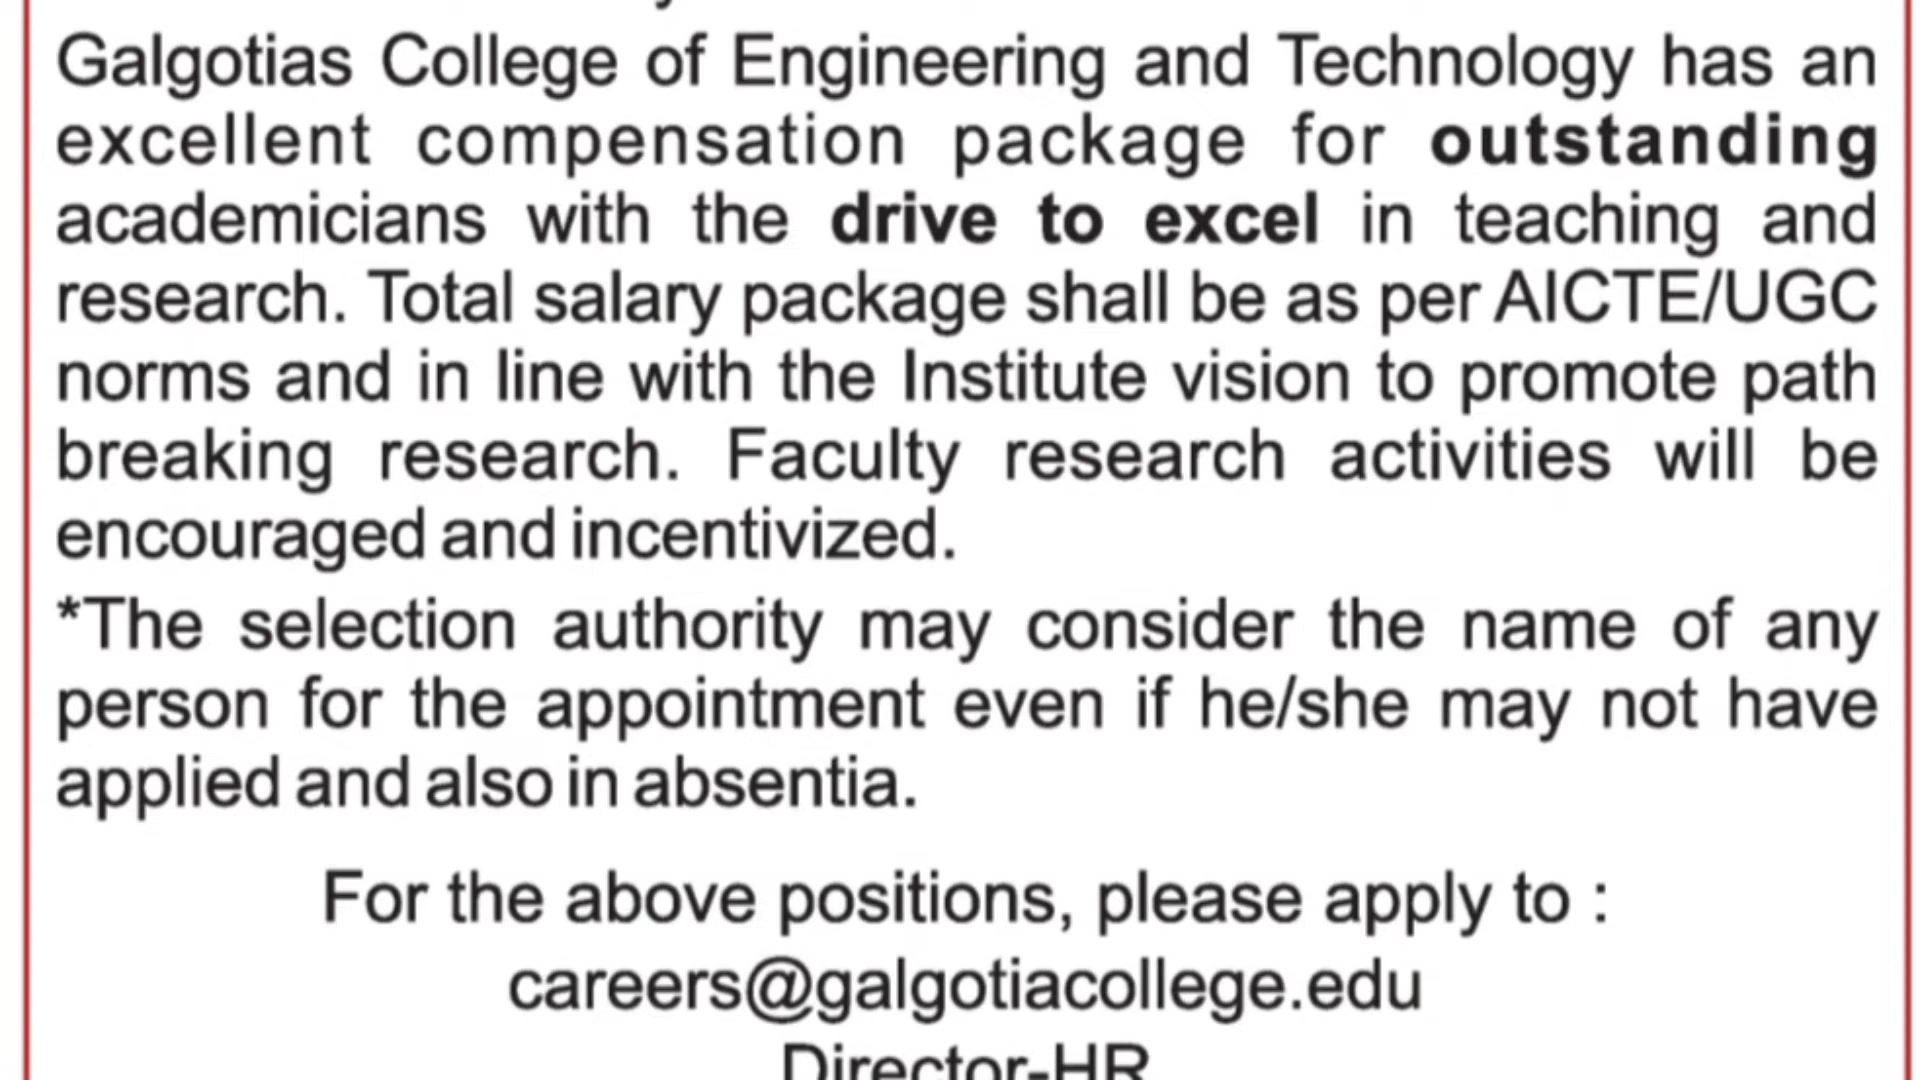 Galgotias College of Engineering and Technology has an
excellent compensation package for outstanding
academicians with the drive to excel in teaching and
research. Total salary package shall be as per AICTE/UGC
norms and in line with the Institute vision to promote path
breaking research. Faculty research activities will be
encouraged and incentivized.
*The selection authority may consider the name of any
person for the appointment even if he/she may not have
applied and also in absentia.
For the above positions, please apply to :
careers@galgotiacollege.edu
Director-HR